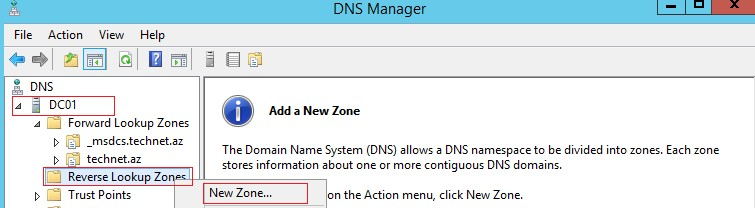 DNS Manager
File Action View Help
DNS
DC01
Forward Lookup Zones
_msdcs.technet.az
technet.az
Reverse Lookup Zones
Trust Points
New Zone...
Add a New Zone
The Domain Name System (DNS) allows a DNS namespace to be divided into zones. Each zone
stores information about one or more contiguous DNS domains.
on the Action menu, click New Zone.